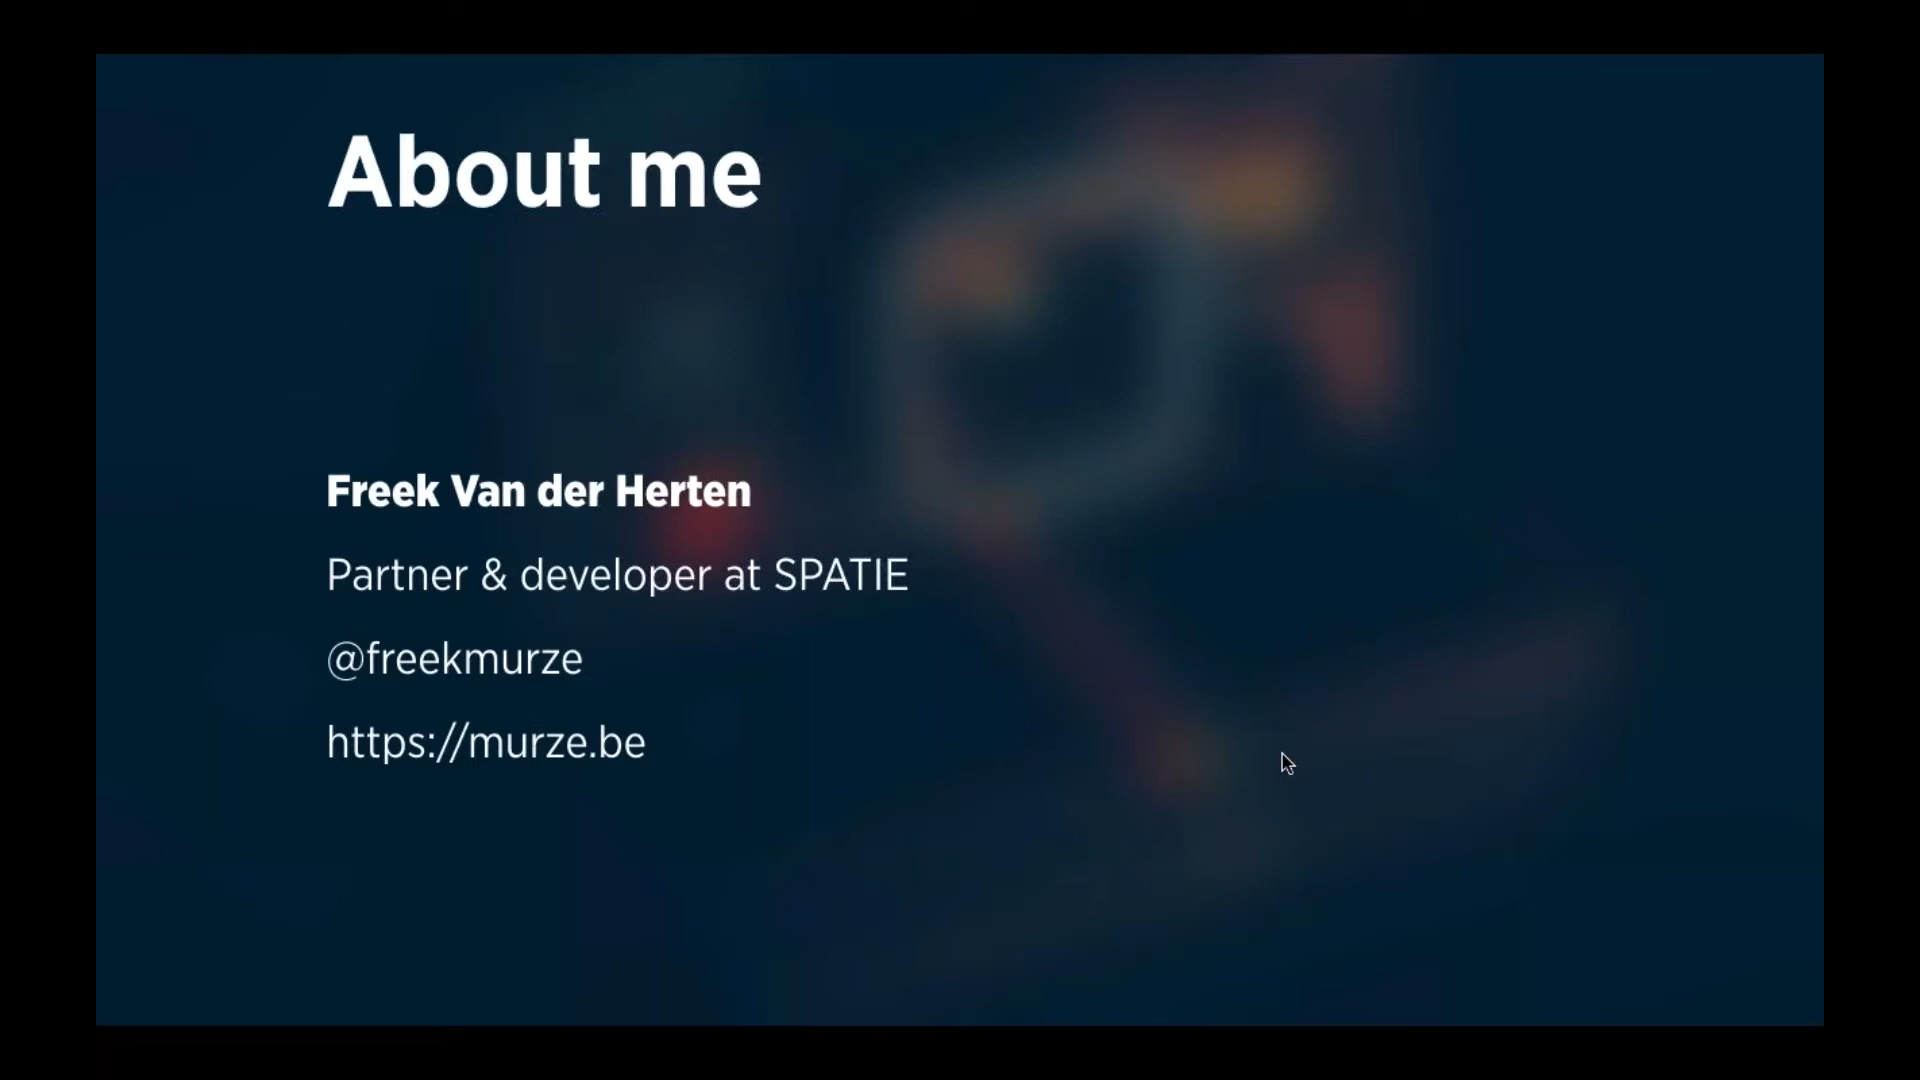 About me
Freek Van der Herten
Partner & developer at SPATIE
@freekmurze
https://murze.be